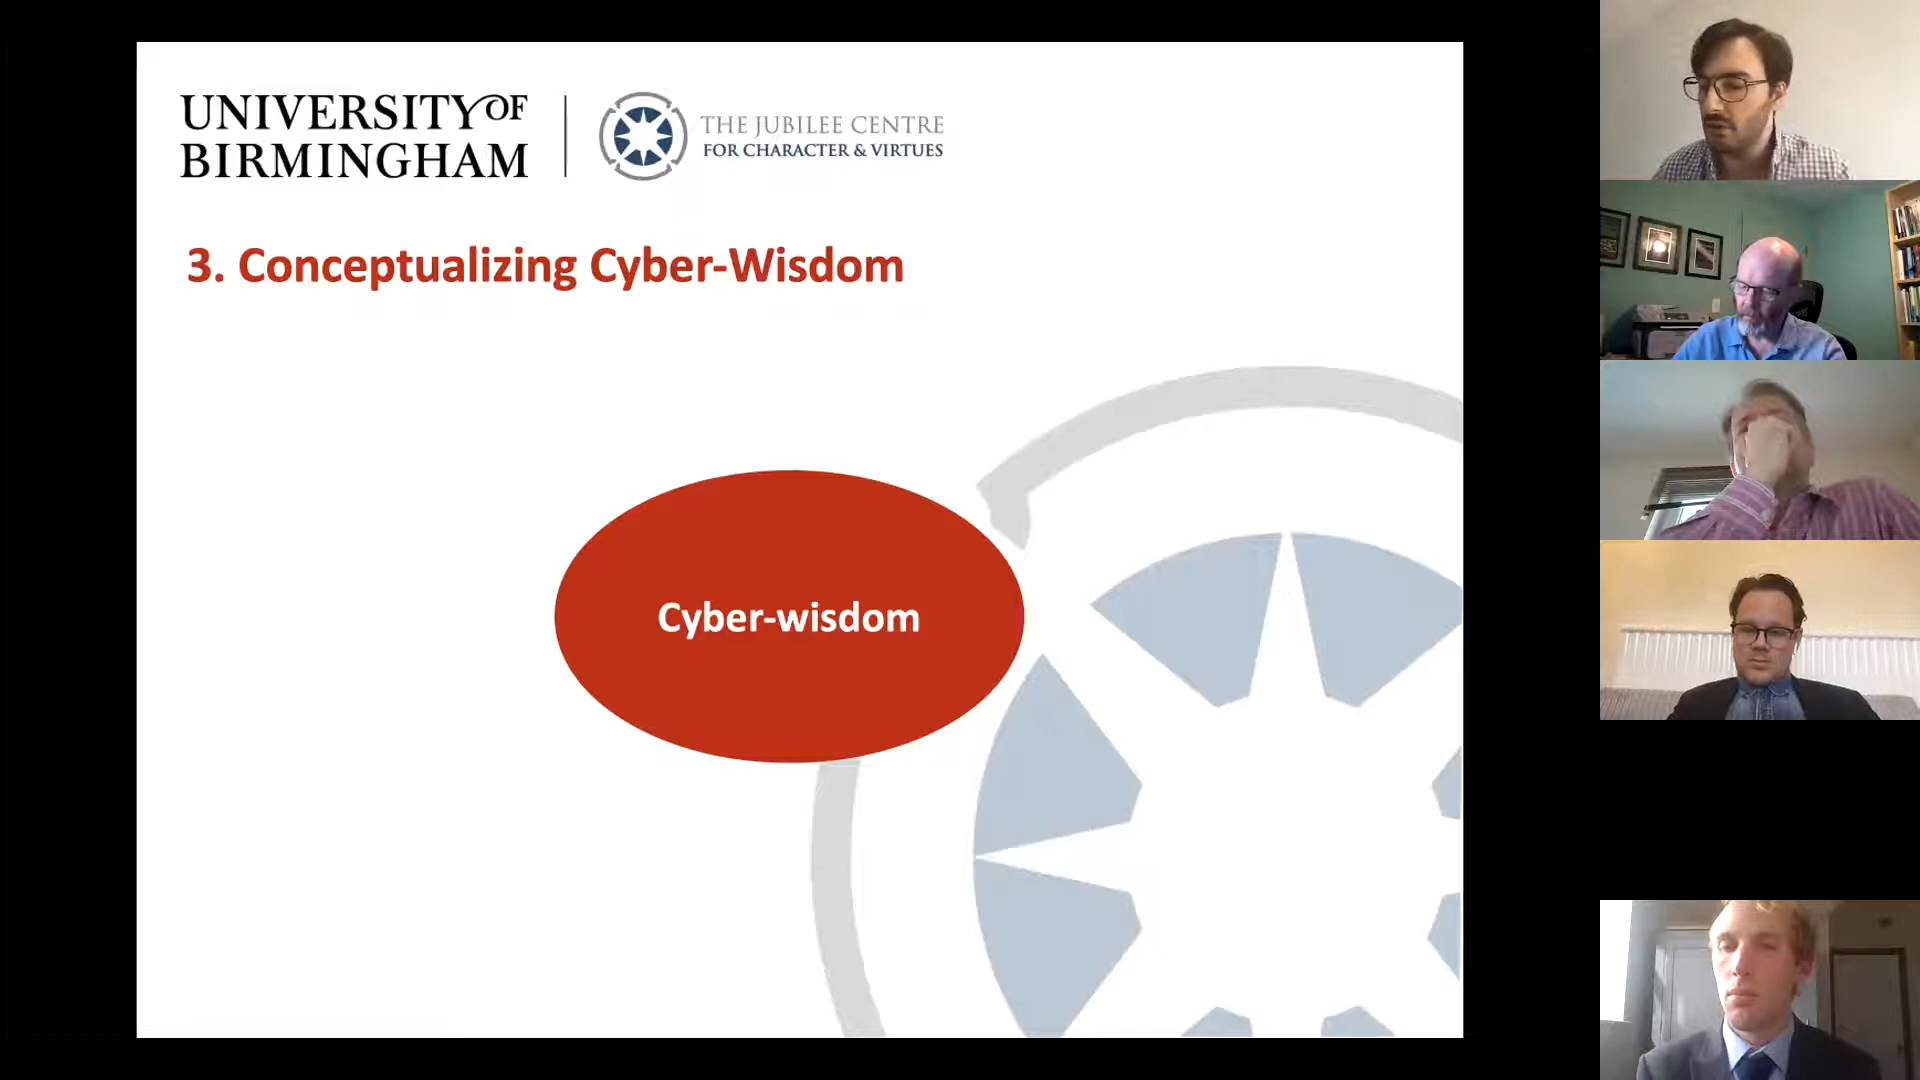 UNIVERSITY OF
BIRMINGHAM
THE JUBILEE CENTRE
FOR CHARACTER & VIRTUES
3. Conceptualizing Cyber-Wisdom
Cyber-wisdom